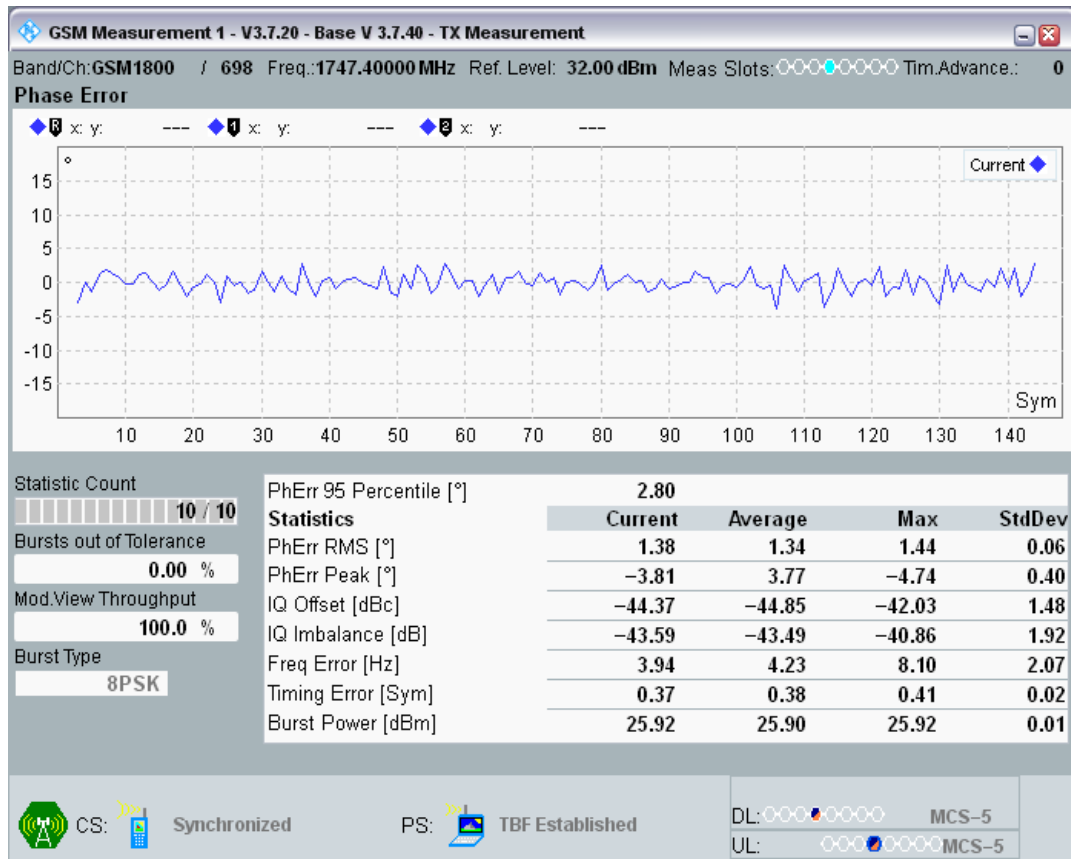 GSM Measurement 1 - V3.7.20 - Base V 3.7.40 - TX Measurement
Band/Ch:GSM1800 / 698 Freq.:1747.40000 MHz Ref. Level: 32.00 dBm Meas Slots: Tim.Advance.: 0
Phase Error
R x: y: --- 1 x: y: --- 2 x: y: ---
° Current
15
10
5
0
-5
-10
-15
Sym
10 20 30 40 50 60 70 80 90 100 110 120 130 140
Statistic Count
10 / 10
Bursts out of Tolerance
0.00 %
Mod.View Throughput
100.0 %
Burst Type
8PSK
PhErr 95 Percentile [°] 2.80
Statistics Current Average Max StdDev
PhErr RMS [°] 1.38 1.34 1.44 0.06
PhErr Peak [°] −3.81 3.77 −4.74 0.40
IQ Offset [dBc] −44.37 −44.85 −42.03 1.48
IQ Imbalance [dB] −43.59 −43.49 −40.86 1.92
Freq Error [Hz] 3.94 4.23 8.10 2.07
Timing Error [Sym] 0.37 0.38 0.41 0.02
Burst Power [dBm] 25.92 25.90 25.92 0.01
CS: Synchronized PS: TBF Established
DL: MCS−5
UL: MCS−5